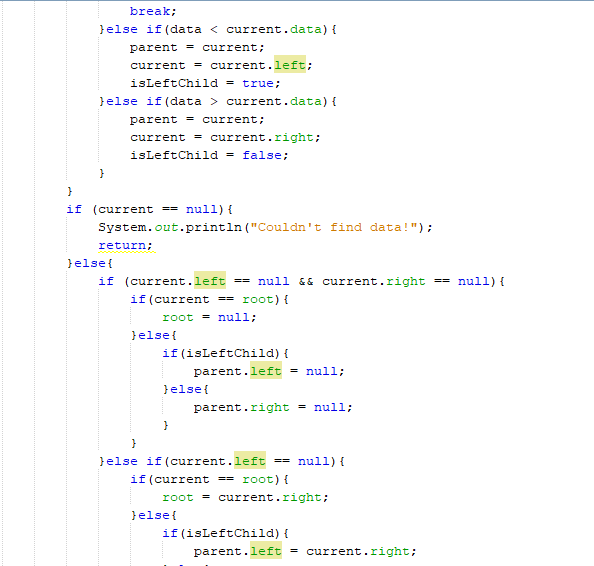 break;
}else if(data < current.data){
parent = current;
current = current.left;
isLeftChild = true;
}else if(data > current.data){
parent = current;
current = current.right;
isLeftChild = false;
}
}
if (current == null){
System.out.println("Couldn't find data!");
return;
}else{
if (current.left == null && current.right == null){
if(current == root){
root = null;
}else{
if(isLeftChild){
parent.left = null;
}else{
parent.right = null;
}
}
}else if(current.left == null){
if(current == root){
root = current.right;
}else{
if(isLeftChild){
parent.left = current.right;